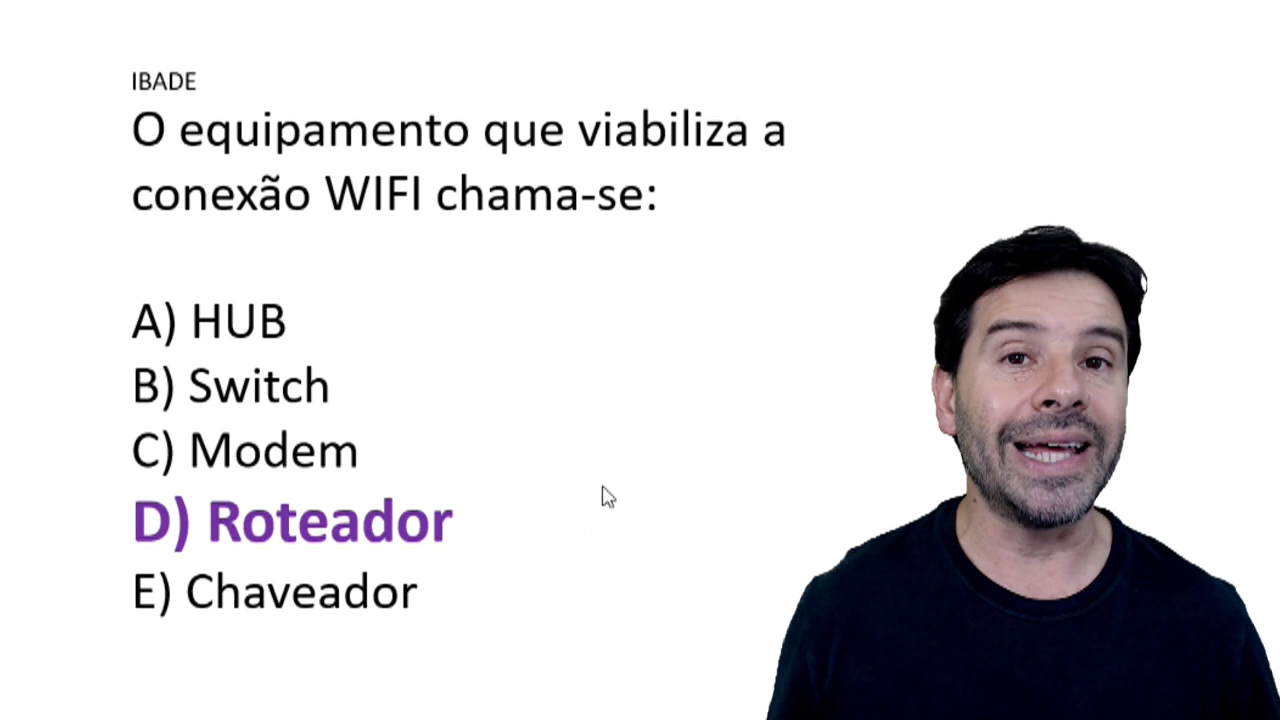 IBADE
O equipamento que viabiliza a
conexão WIFI chama-se:
A) HUB
B) Switch
C) Modem
D) Roteador
E) Chaveador